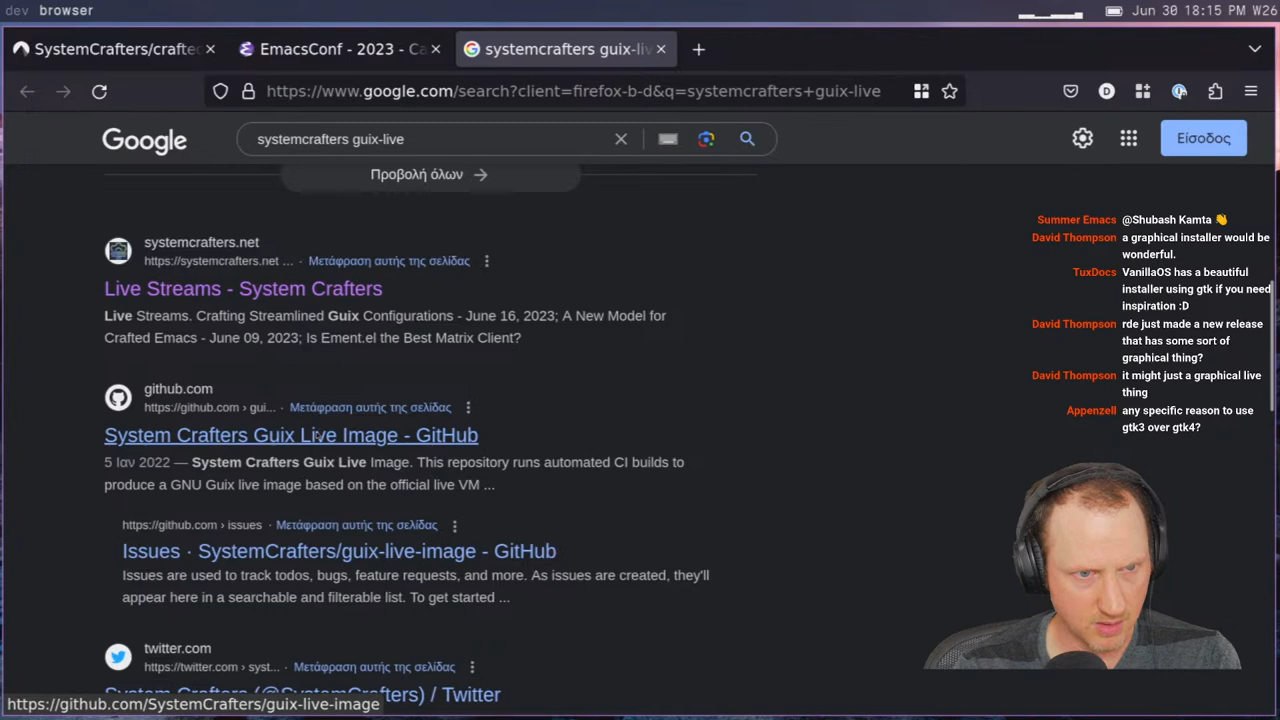 dev browser
Jun 30 18:15 PM W26
SystemCrafters/crafte
EmacsConf - 2023 - Ca
systemcrafters guix-liv
https://www.google.com/search?client=firefox-b-d&q=systemcrafters+guix-live
Google
systemcrafters guix-live
Είσοδος
Προβολή όλων
systemcrafters.net
https://systemcrafters.net ... · Μετάφραση αυτής της σελίδας
Live Streams - System Crafters
Live Streams. Crafting Streamlined Guix Configurations - June 16, 2023; A New Model for
Crafted Emacs - June 09, 2023; Is Ement.el the Best Matrix Client?
github.com
https://github.com › gui... · Μετάφραση αυτής της σελίδας
System Crafters Guix Live Image - GitHub
5 Ιαν 2022 — System Crafters Guix Live Image. This repository runs automated CI builds to
produce a GNU Guix live image based on the official live VM ...
https://github.com › issues · Μετάφραση αυτής της σελίδας
Issues · SystemCrafters/guix-live-image - GitHub
Issues are used to track todos, bugs, feature requests, and more. As issues are created, they'll
appear here in a searchable and filterable list. To get started ...
twitter.com
https://twitter.com › syst... · Μετάφραση αυτής της σελίδας
System Crafters (@SystemCrafters) / Twitter
https://github.com/SystemCrafters/guix-live-image
Summer Emacs @Shubash Kamta 👋
David Thompson a graphical installer would be
wonderful.
TuxDocs VanillaOS has a beautiful
installer using gtk if you need
inspiration :D
David Thompson rde just made a new release
that has some sort of
graphical thing?
David Thompson it might just a graphical live
thing
Appenzell any specific reason to use
gtk3 over gtk4?